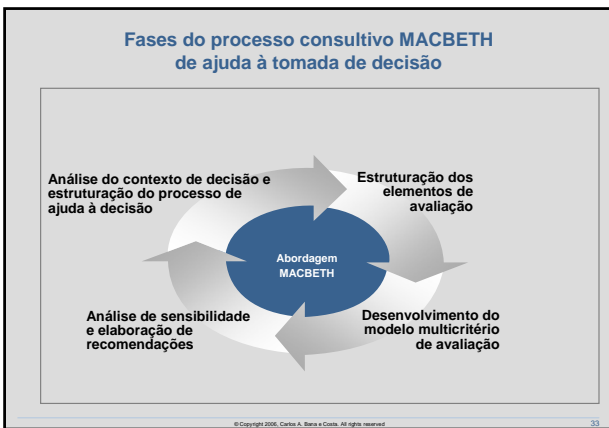 Fases do processo consultivo MACBETH
de ajuda à tomada de decisão
Análise do contexto de decisão e
estruturação do processo de
ajuda à decisão
Estruturação dos
elementos de
avaliação
Abordagem
MACBETH
Análise de sensibilidade
e elaboração de
recomendações
Desenvolvimento do
modelo multicritério
de avaliação
© Copyright 2006, Carlos A. Bana e Costa. All rights reserved
33